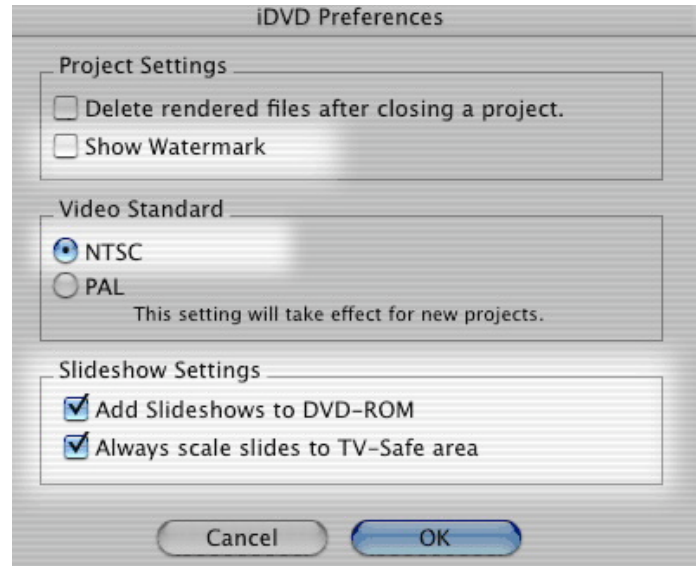 iDVD Preferences
Project Settings
Delete rendered files after closing a project.
Show Watermark
Video Standard
NTSC
PAL
This setting will take effect for new projects.
Slideshow Settings
Add Slideshows to DVD-ROM
Always scale slides to TV-Safe area
Cancel OK